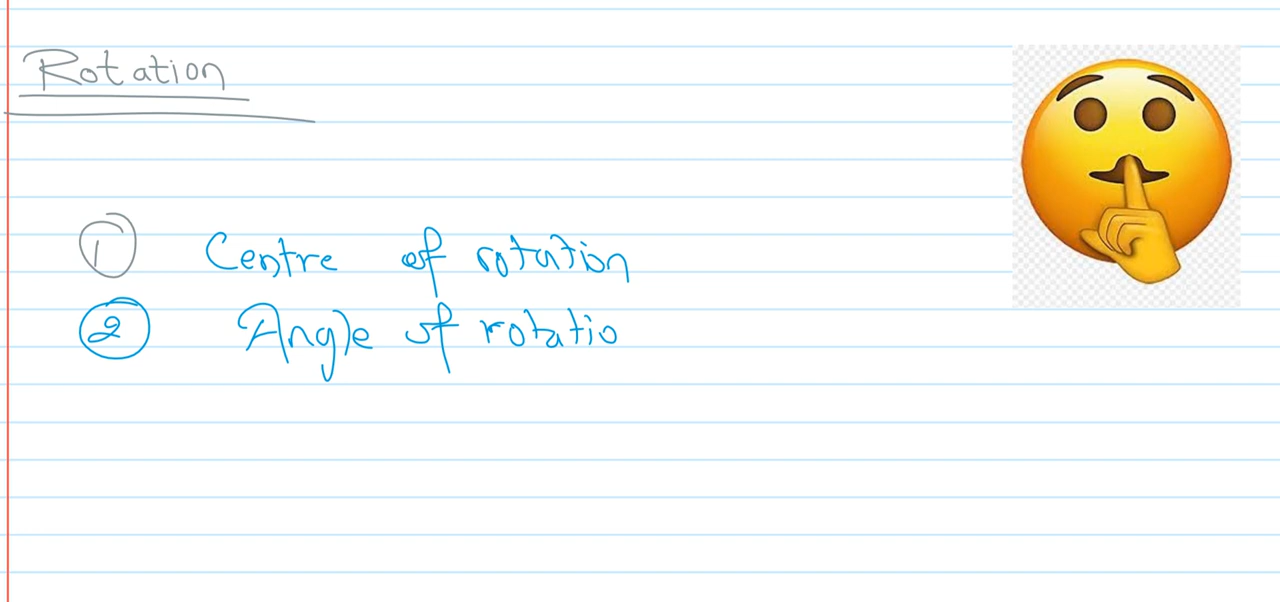 Rotation
① Centre of rotation
② Angle of rotatio